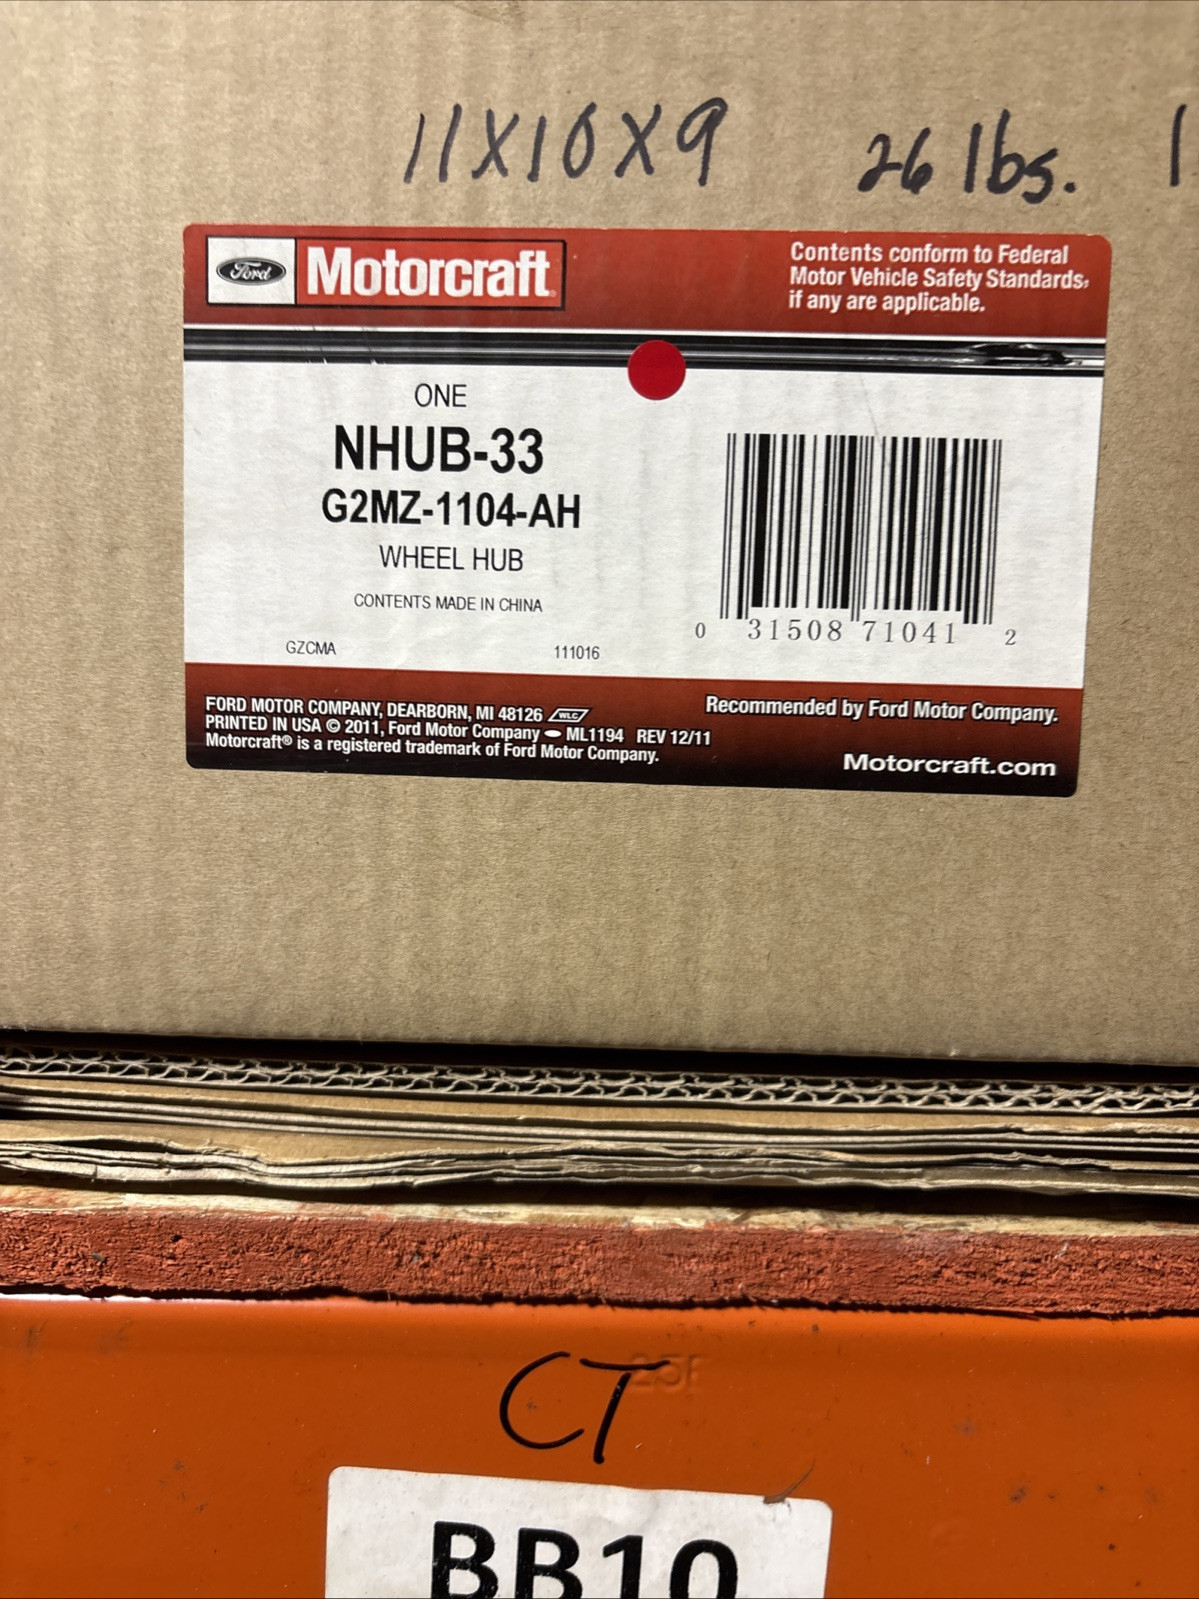 11X10X9 26 lbs.
Ford Motorcraft
Contents conform to Federal
Motor Vehicle Safety Standards,
if any are applicable.
ONE
NHUB-33
G2MZ-1104-AH
WHEEL HUB
CONTENTS MADE IN CHINA
GZCMA 111016
0 31508 71041 2
FORD MOTOR COMPANY, DEARBORN, MI 48126 WLC
PRINTED IN USA © 2011, Ford Motor Company ML1194 REV 12/11
Motorcraft® is a registered trademark of Ford Motor Company.
Recommended by Ford Motor Company.
Motorcraft.com
CT
BB10